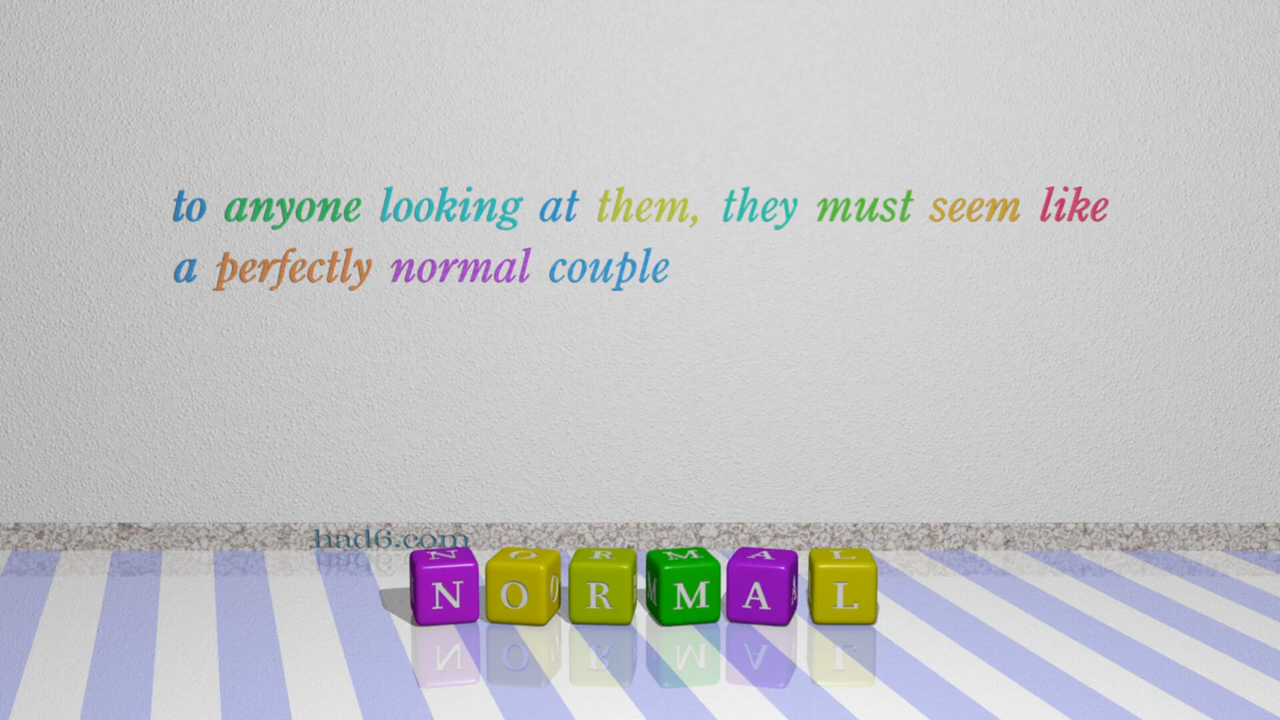 to anyone looking at them, they must seem like
a perfectly normal couple
had6.com
NORMAL